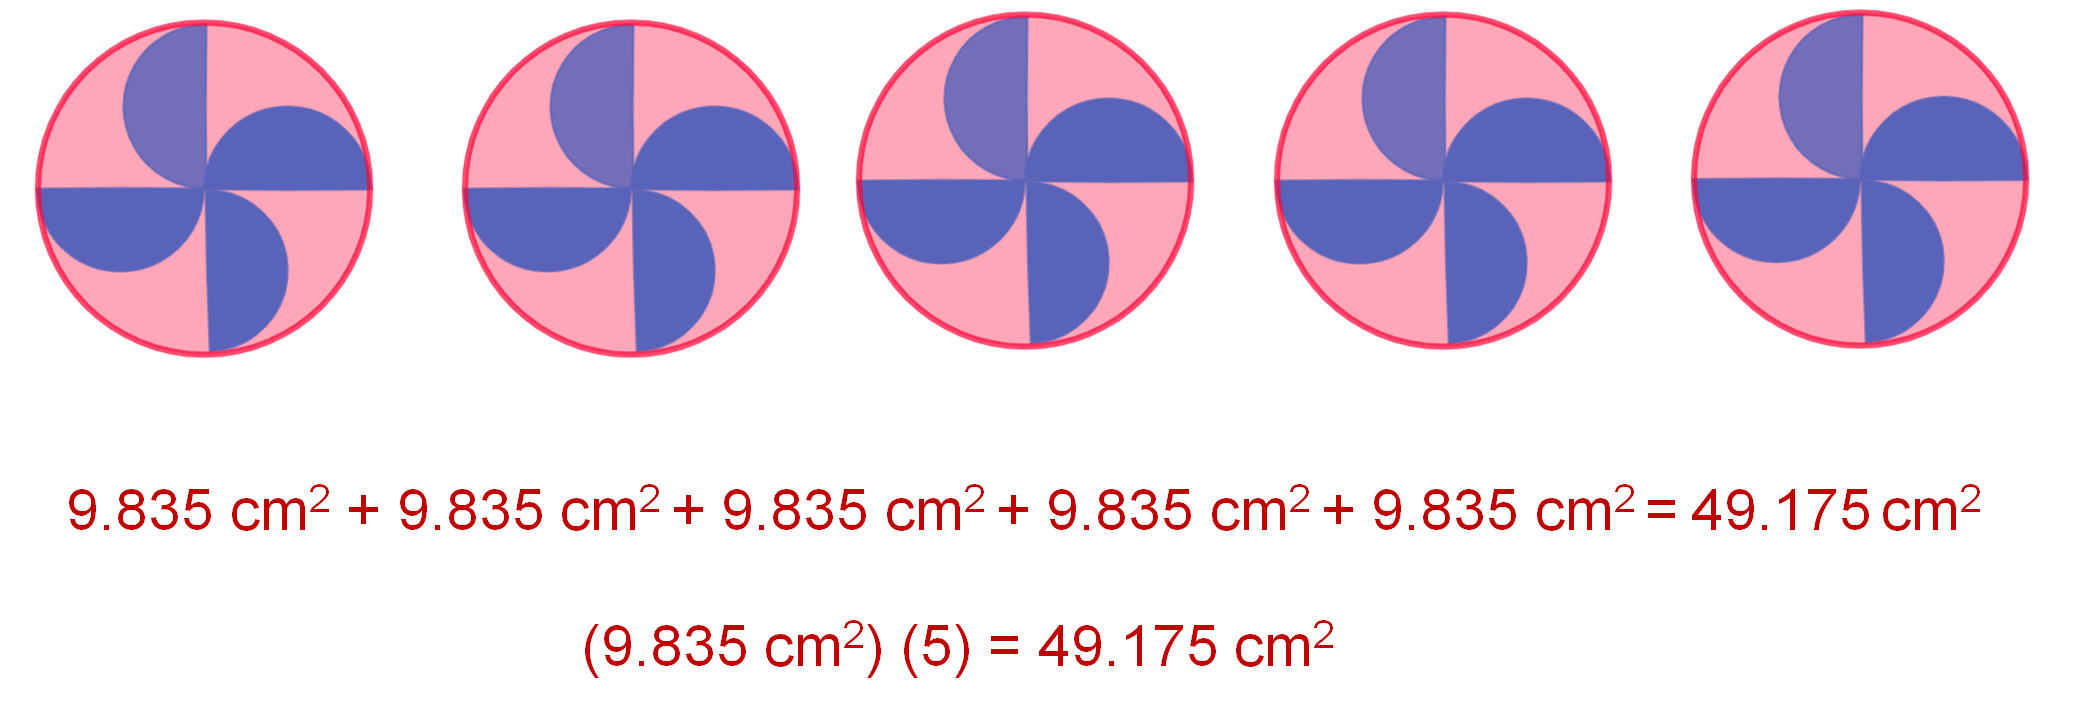 9.835 cm² + 9.835 cm² + 9.835 cm² + 9.835 cm² + 9.835 cm² = 49.175 cm²
(9.835 cm²) (5) = 49.175 cm²